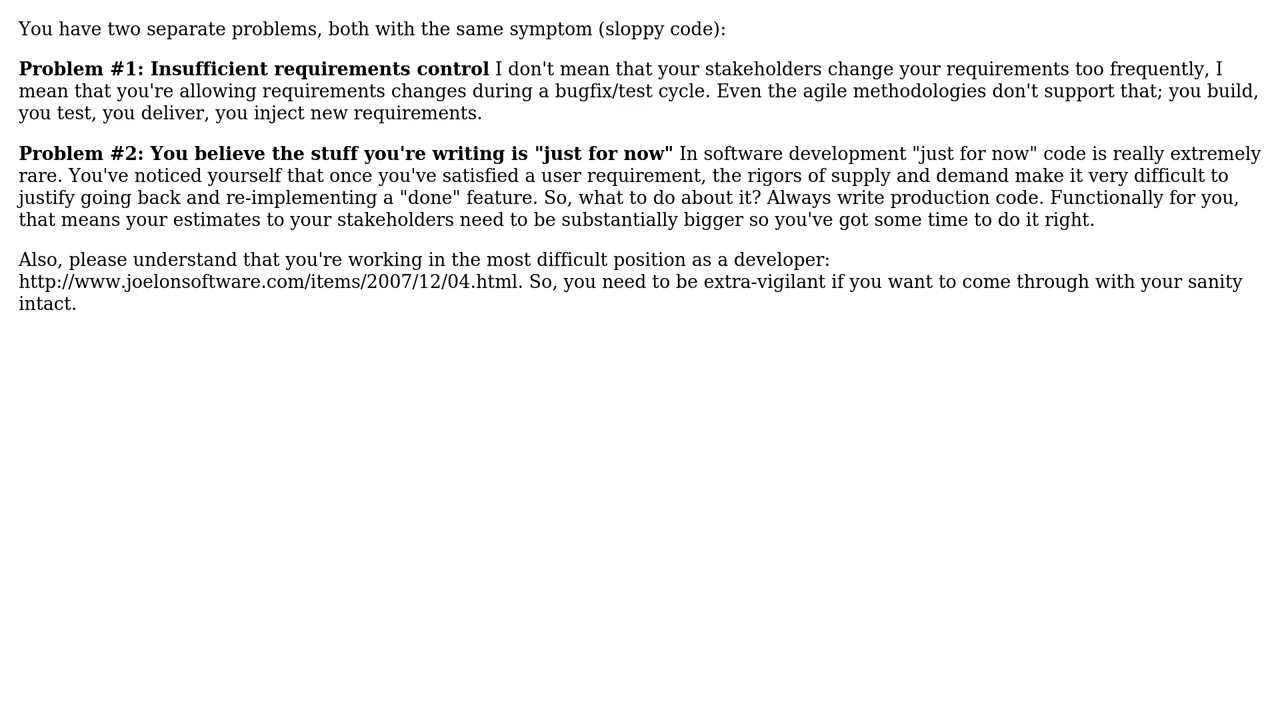 You have two separate problems, both with the same symptom (sloppy code):
Problem #1: Insufficient requirements control I don't mean that your stakeholders change your requirements too frequently, I
mean that you're allowing requirements changes during a bugfix/test cycle. Even the agile methodologies don't support that; you build,
you test, you deliver, you inject new requirements.
Problem #2: You believe the stuff you're writing is "just for now" In software development "just for now" code is really extremely
rare. You've noticed yourself that once you've satisfied a user requirement, the rigors of supply and demand make it very difficult to
justify going back and re-implementing a "done" feature. So, what to do about it? Always write production code. Functionally for you,
that means your estimates to your stakeholders need to be substantially bigger so you've got some time to do it right.
Also, please understand that you're working in the most difficult position as a developer:
http://www.joelonsoftware.com/items/2007/12/04.html. So, you need to be extra-vigilant if you want to come through with your sanity
intact.